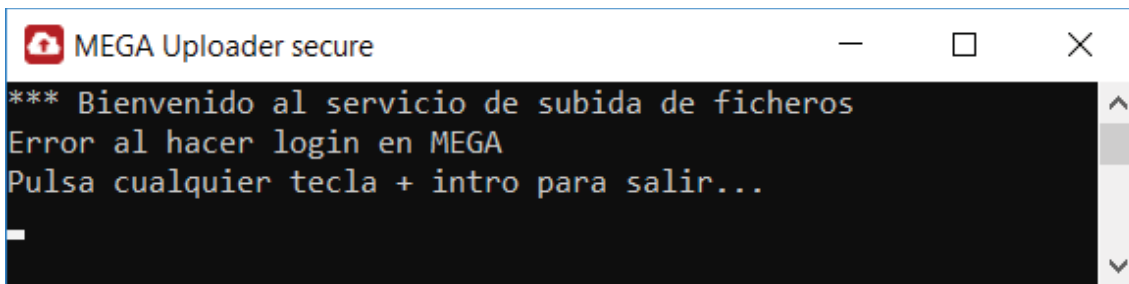 MEGA Uploader secure
*** Bienvenido al servicio de subida de ficheros
Error al hacer login en MEGA
Pulsa cualquier tecla + intro para salir...